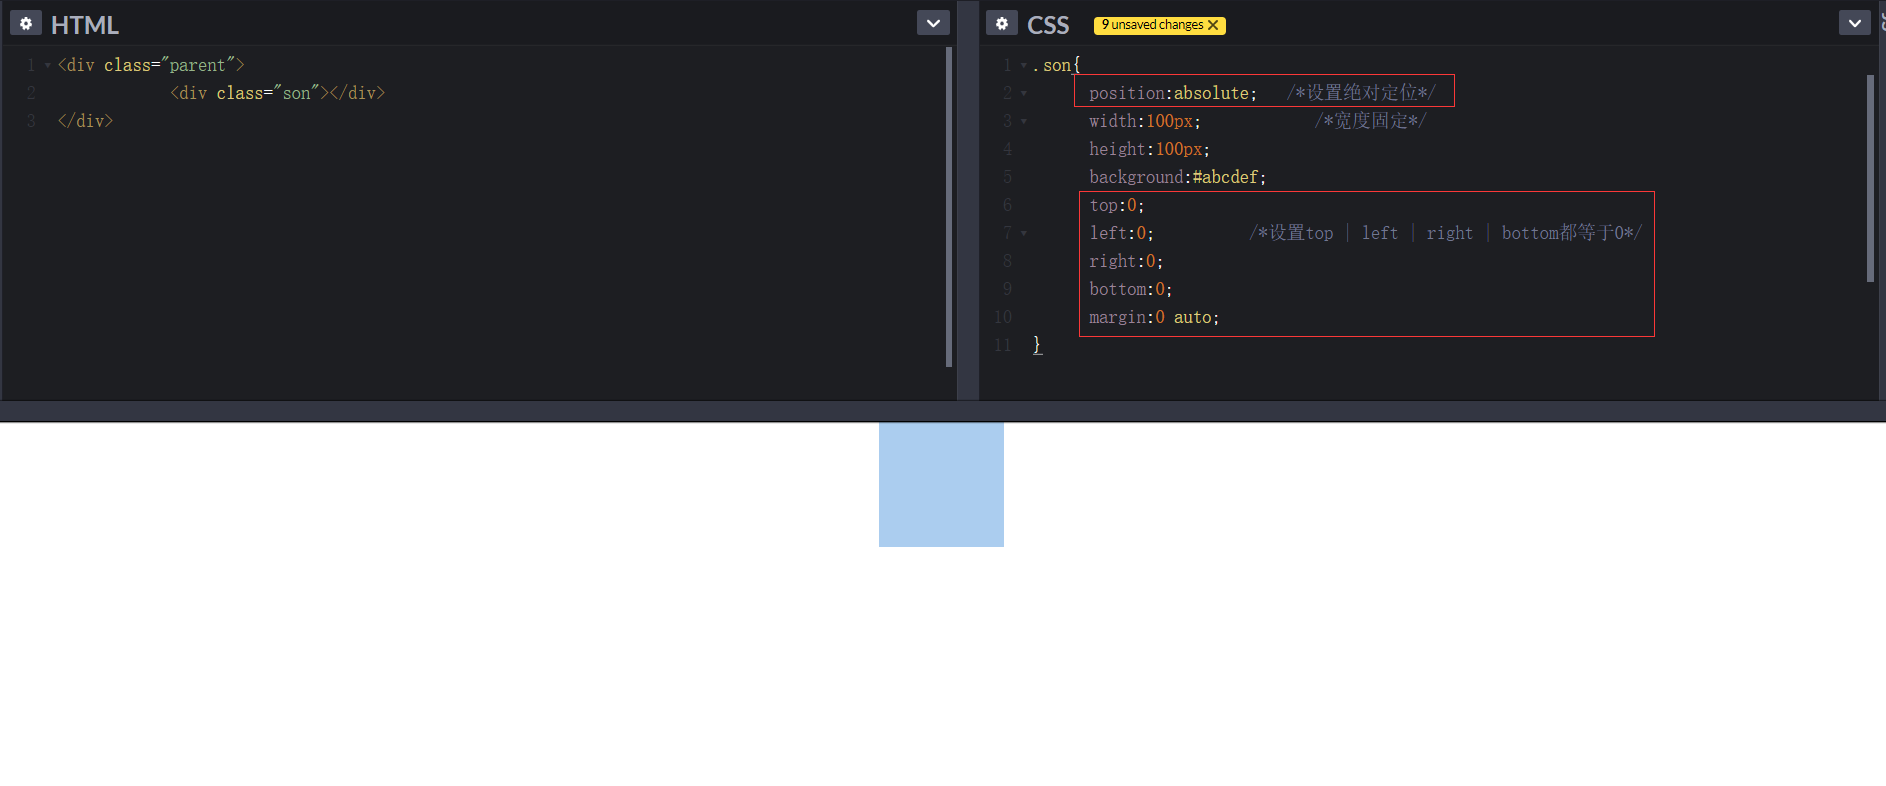 HTML
1 <div class="parent">
2 <div class="son"></div>
3 </div>
CSS 9 unsaved changes
1 .son{
2 position:absolute; /*设置绝对定位*/
3 width:100px; /*宽度固定*/
4 height:100px;
5 background:#abcdef;
6 top:0;
7 left:0; /*设置top | left | right | bottom都等于0*/
8 right:0;
9 bottom:0;
10 margin:0 auto;
11 }